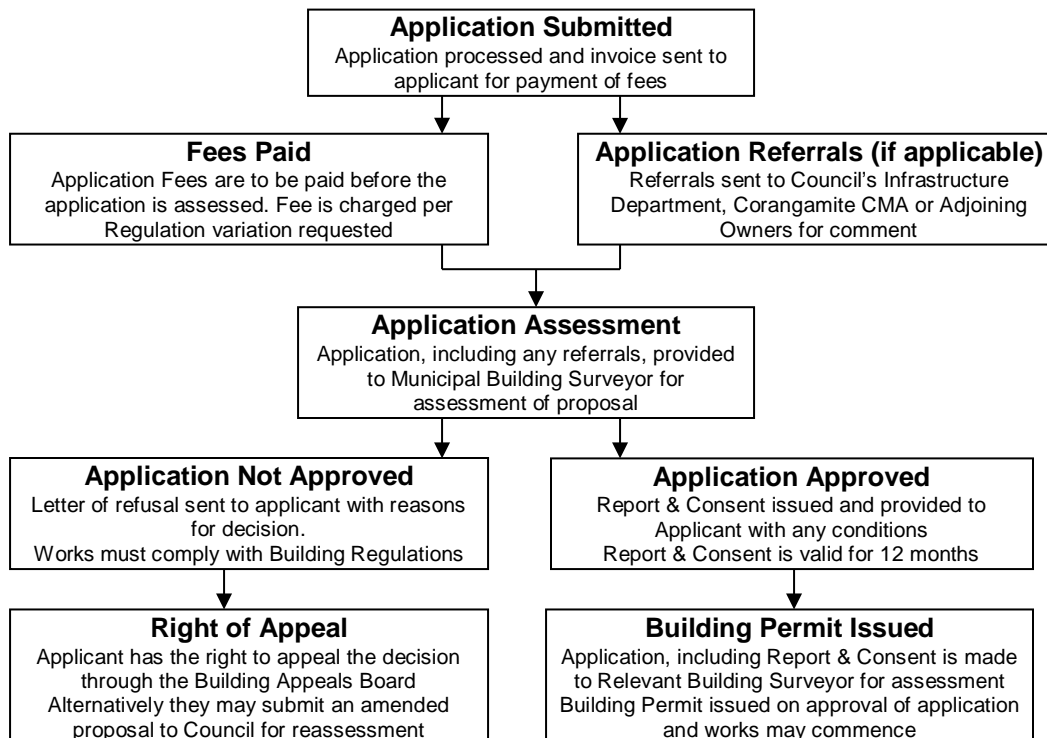 Application Submitted
Application processed and invoice sent to
applicant for payment of fees
Fees Paid
Application Fees are to be paid before the
application is assessed. Fee is charged per
Regulation variation requested
Application Referrals (if applicable)
Referrals sent to Council's Infrastructure
Department, Corangamite CMA or Adjoining
Owners for comment
Application Assessment
Application, including any referrals, provided
to Municipal Building Surveyor for
assessment of proposal
Application Not Approved
Letter of refusal sent to applicant with reasons
for decision.
Works must comply with Building Regulations
Application Approved
Report & Consent issued and provided to
Applicant with any conditions
Report & Consent is valid for 12 months
Right of Appeal
Applicant has the right to appeal the decision
through the Building Appeals Board
Alternatively they may submit an amended
proposal to Council for reassessment
Building Permit Issued
Application, including Report & Consent is made
to Relevant Building Surveyor for assessment
Building Permit issued on approval of application
and works may commence